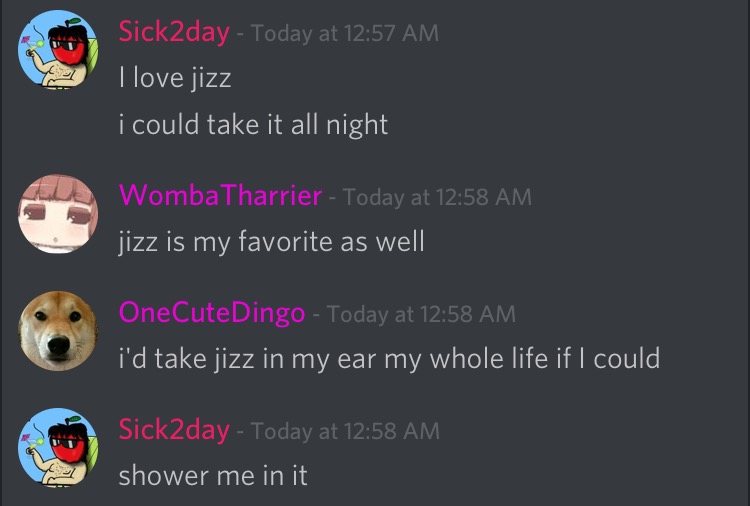 Sick2day - Today at 12:57 AM
I love jizz
i could take it all night
WombaTharrier - Today at 12:58 AM
jizz is my favorite as well
OneCuteDingo - Today at 12:58 AM
i'd take jizz in my ear my whole life if I could
Sick2day - Today at 12:58 AM
shower me in it